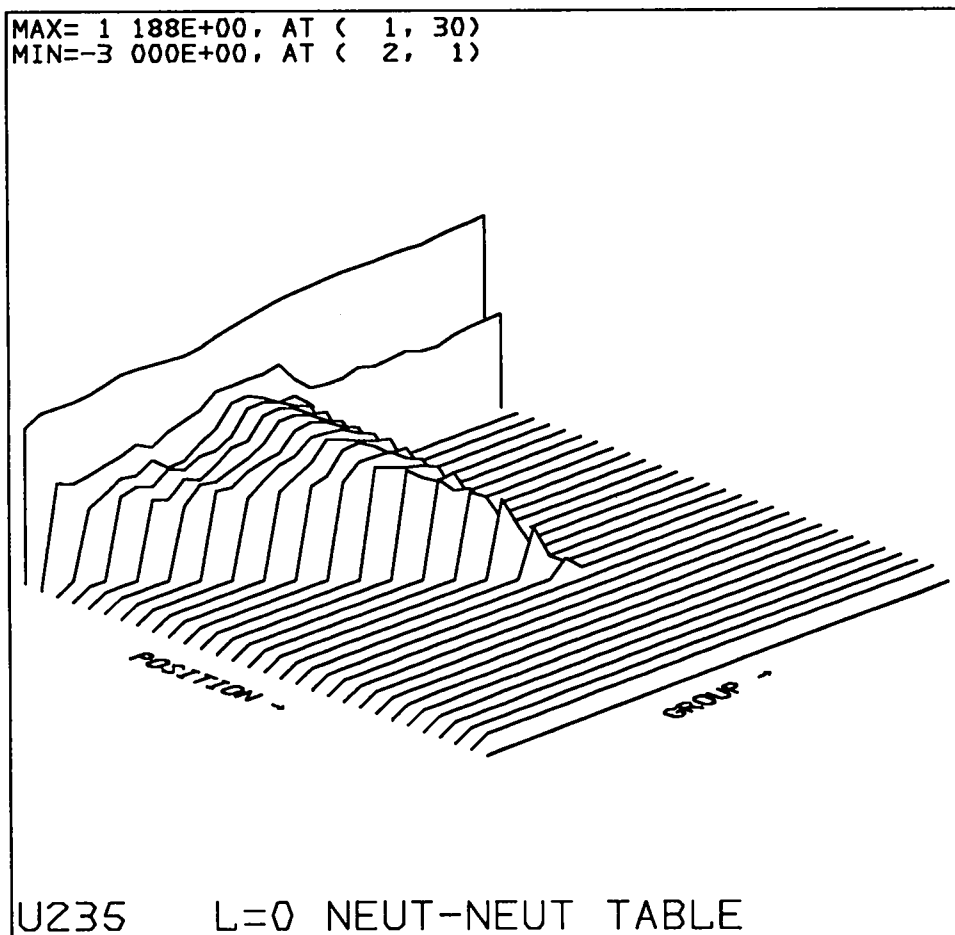 MAX= 1 188E+00, AT ( 1, 30)
MIN=-3 000E+00, AT ( 2, 1)
POSITION →
GROUP →
U235 L=0 NEUT-NEUT TABLE